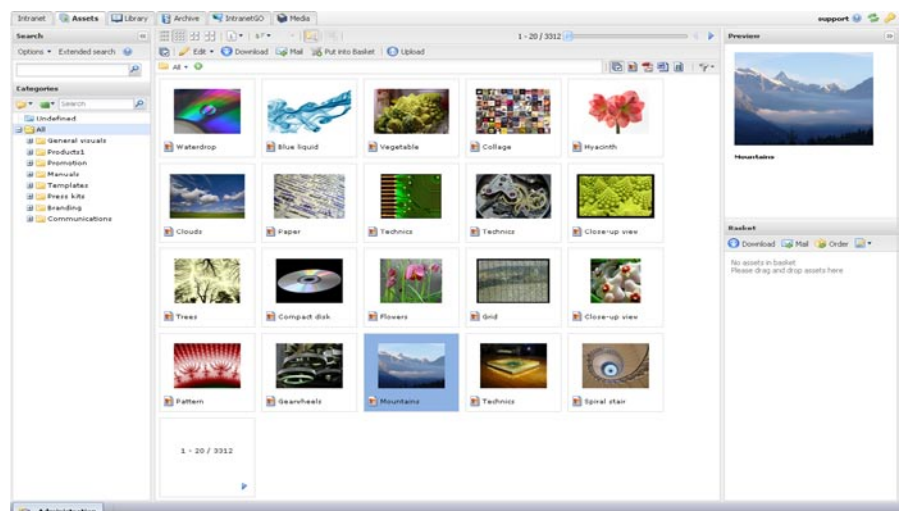 Intranet Assets Library Archive IntranetGO Media support
Search 1 - 20 / 3312 Preview
Options Extended search Edit Download Mail Put into Basket Upload
All
Categories
Search
Undefined
All
General visuals
Products1
Promotion
Manuals
Templates
Press kits
Branding
Communications
Waterdrop Blue liquid Vegetable Collage Hyacinth
Mountains
Clouds Paper Technics Technics Close-up view
Basket
Download Mail Order
No assets in basket
Please drag and drop assets here
Trees Compact disk Flowers Grid Close-up view
Pattern Gearwheels Mountains Technics Spiral stair
1 - 20 / 3312
Administration